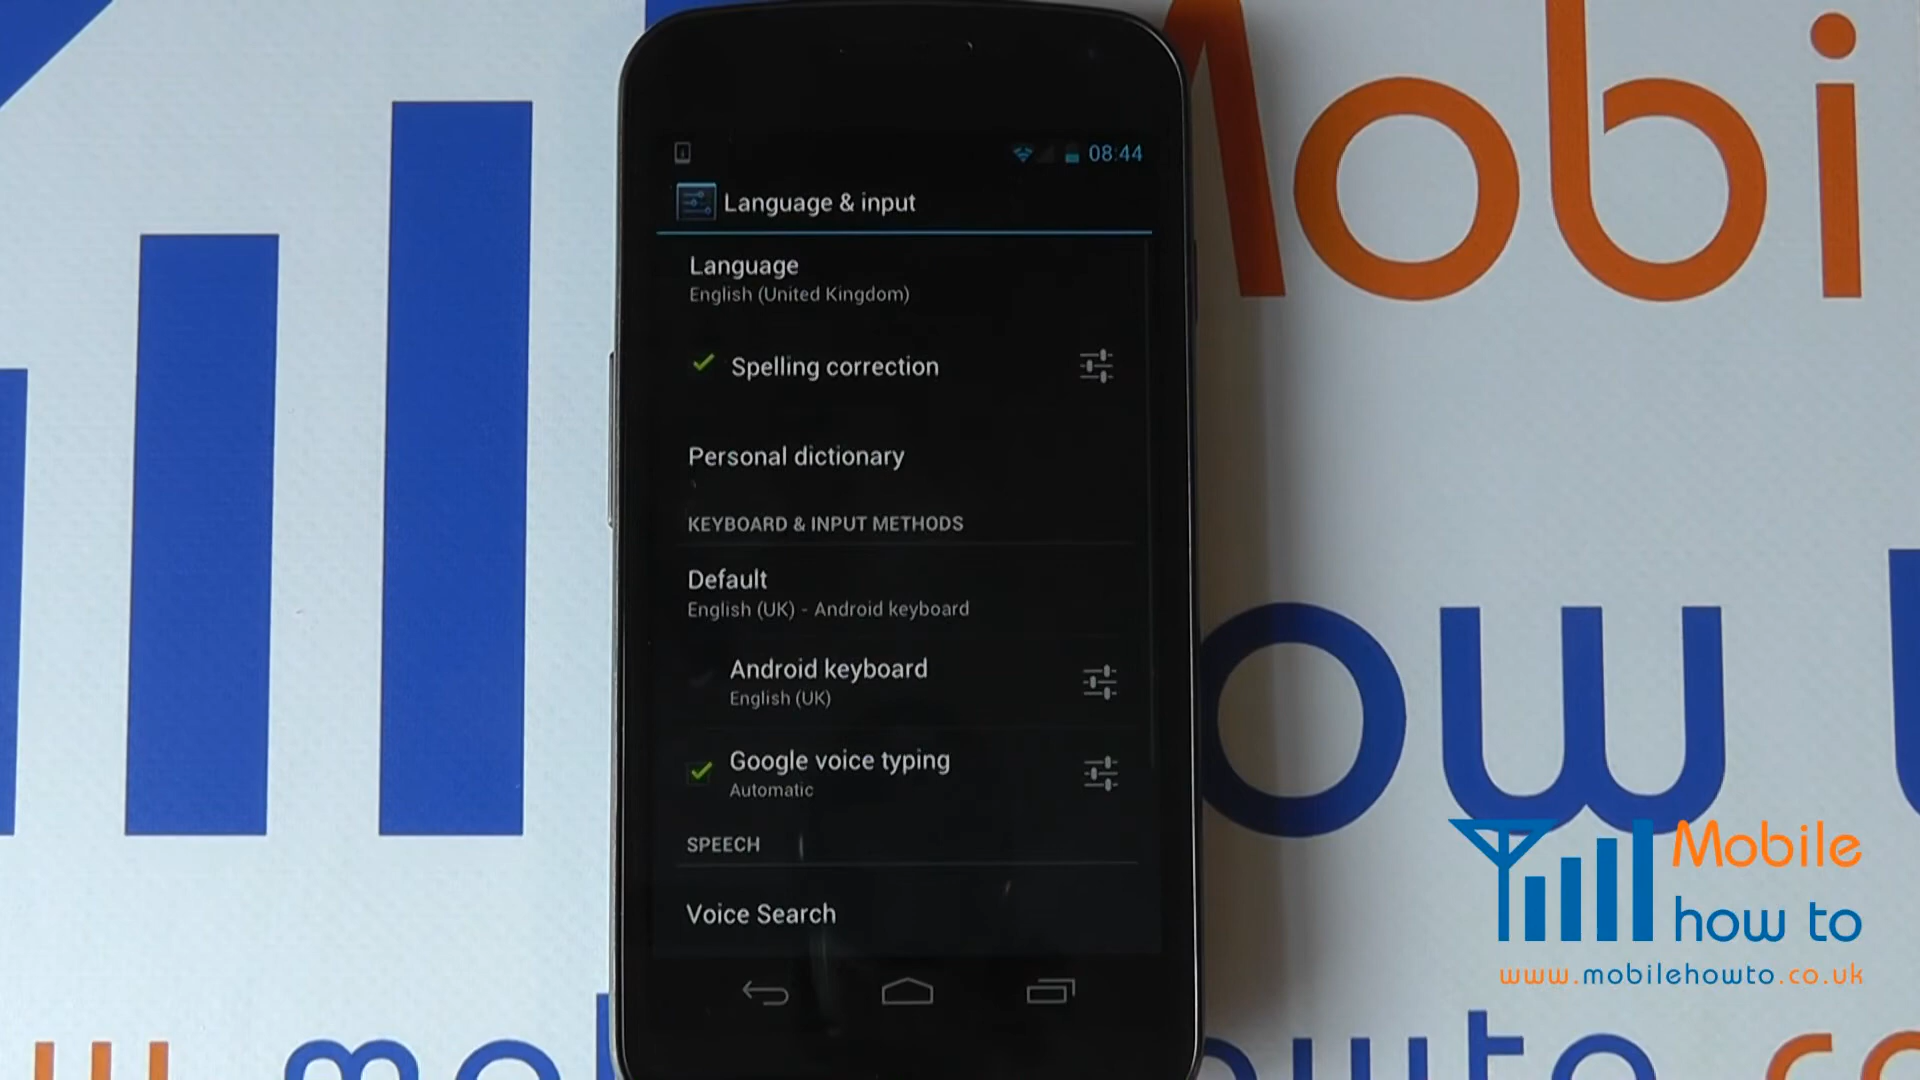 Mobi
08:44
Language & input
Language
English (United Kingdom)
Spelling correction
Personal dictionary
KEYBOARD & INPUT METHODS
Default
English (UK) - Android keyboard
Android keyboard
English (UK)
Google voice typing
Automatic
SPEECH
Voice Search
ow
Mobile
how to
www.mobilehowto.co.uk